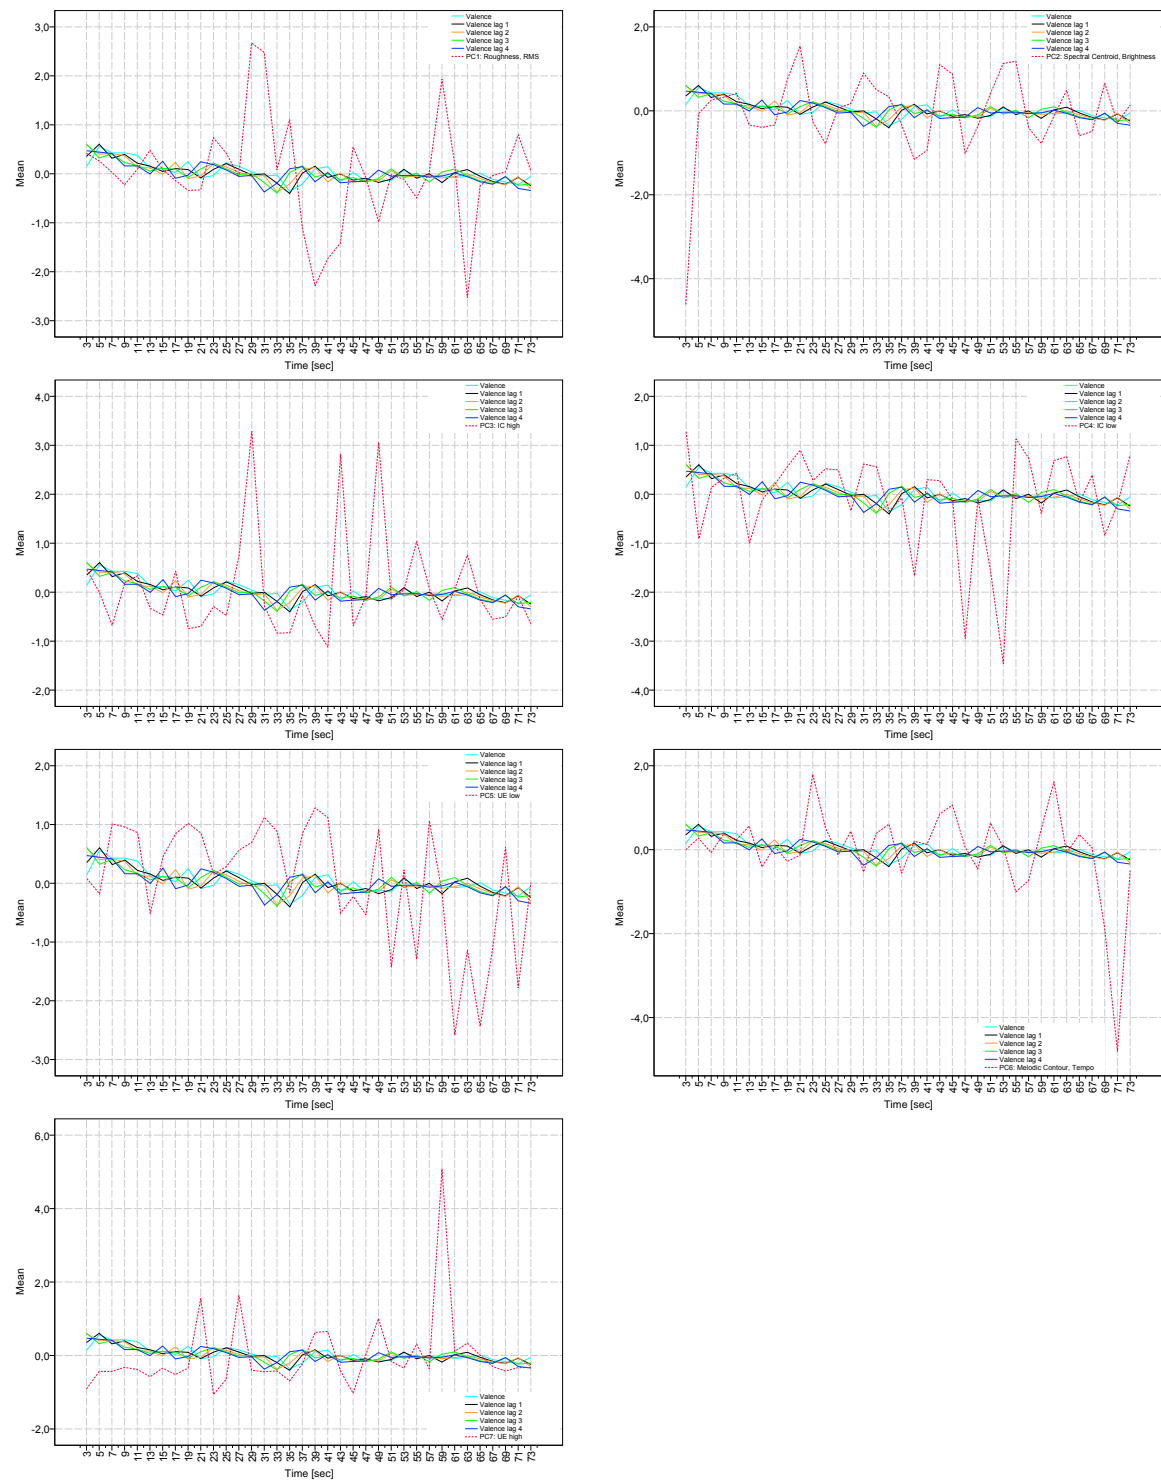 3,0
2,0
1,0
0,0
-1,0
-2,0
-3,0
Mean
Valence
Valence lag 1
Valence lag 2
Valence lag 3
Valence lag 4
PC1: Roughness, RMS
3 5 7 9 11 13 15 17 19 21 23 25 27 29 31 33 35 37 39 41 43 45 47 49 51 53 55 57 59 61 63 65 67 69 71 73
Time [sec]
2,0
0,0
-2,0
-4,0
Mean
Valence
Valence lag 1
Valence lag 2
Valence lag 3
Valence lag 4
PC2: Spectral Centroid, Brightness
3 5 7 9 11 13 15 17 19 21 23 25 27 29 31 33 35 37 39 41 43 45 47 49 51 53 55 57 59 61 63 65 67 69 71 73
Time [sec]
4,0
3,0
2,0
1,0
0,0
-1,0
-2,0
Mean
Valence
Valence lag 1
Valence lag 2
Valence lag 3
Valence lag 4
PC3: IC high
3 5 7 9 11 13 15 17 19 21 23 25 27 29 31 33 35 37 39 41 43 45 47 49 51 53 55 57 59 61 63 65 67 69 71 73
Time [sec]
2,0
1,0
0,0
-1,0
-2,0
-3,0
-4,0
Mean
Valence
Valence lag 1
Valence lag 2
Valence lag 3
Valence lag 4
PC4: IC low
3 5 7 9 11 13 15 17 19 21 23 25 27 29 31 33 35 37 39 41 43 45 47 49 51 53 55 57 59 61 63 65 67 69 71 73
Time [sec]
2,0
1,0
0,0
-1,0
-2,0
-3,0
Mean
Valence
Valence lag 1
Valence lag 2
Valence lag 3
Valence lag 4
PC5: UE low
3 5 7 9 11 13 15 17 19 21 23 25 27 29 31 33 35 37 39 41 43 45 47 49 51 53 55 57 59 61 63 65 67 69 71 73
Time [sec]
2,0
0,0
-2,0
-4,0
Mean
Valence
Valence lag 1
Valence lag 2
Valence lag 3
Valence lag 4
PC6: Melodic Contour, Tempo
3 5 7 9 11 13 15 17 19 21 23 25 27 29 31 33 35 37 39 41 43 45 47 49 51 53 55 57 59 61 63 65 67 69 71 73
Time [sec]
6,0
4,0
2,0
0,0
-2,0
Mean
Valence
Valence lag 1
Valence lag 2
Valence lag 3
Valence lag 4
PC7: UE high
3 5 7 9 11 13 15 17 19 21 23 25 27 29 31 33 35 37 39 41 43 45 47 49 51 53 55 57 59 61 63 65 67 69 71 73
Time [sec]